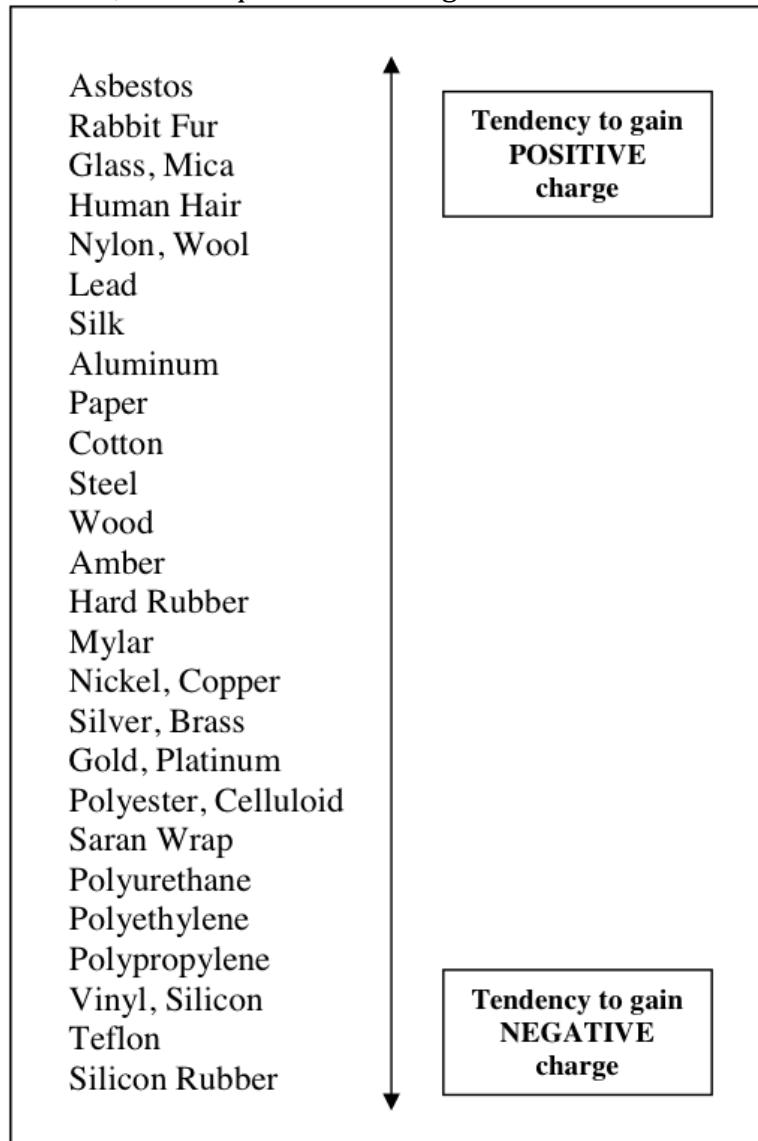 Asbestos
Rabbit Fur
Glass, Mica
Human Hair
Nylon, Wool
Lead
Silk
Aluminum
Paper
Cotton
Steel
Wood
Amber
Hard Rubber
Mylar
Nickel, Copper
Silver, Brass
Gold, Platinum
Polyester, Celluloid
Saran Wrap
Polyurethane
Polyethylene
Polypropylene
Vinyl, Silicon
Teflon
Silicon Rubber
Tendency to gain
POSITIVE
charge
Tendency to gain
NEGATIVE
charge